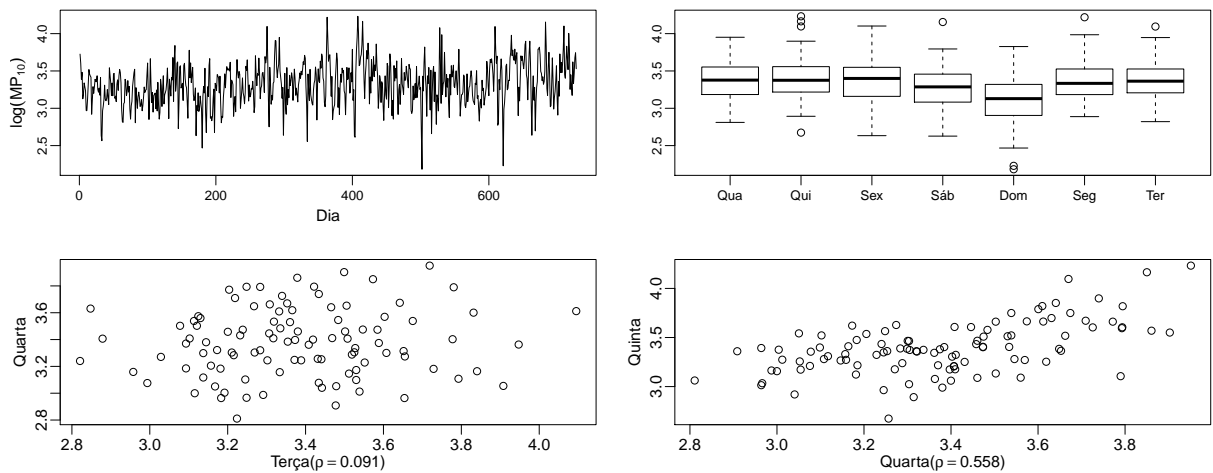 log(MP10)
4.0
3.5
3.0
2.5
0
200
400
600
Dia
4.0
3.5
3.0
2.5
Qua
Qui
Sex
Sáb
Dom
Seg
Ter
Quarta
3.6
3.2
2.8
2.8
3.0
3.2
3.4
3.6
3.8
4.0
Terça(ρ = 0.091)
Quinta
4.0
3.5
3.0
2.8
3.0
3.2
3.4
3.6
3.8
Quarta(ρ = 0.558)